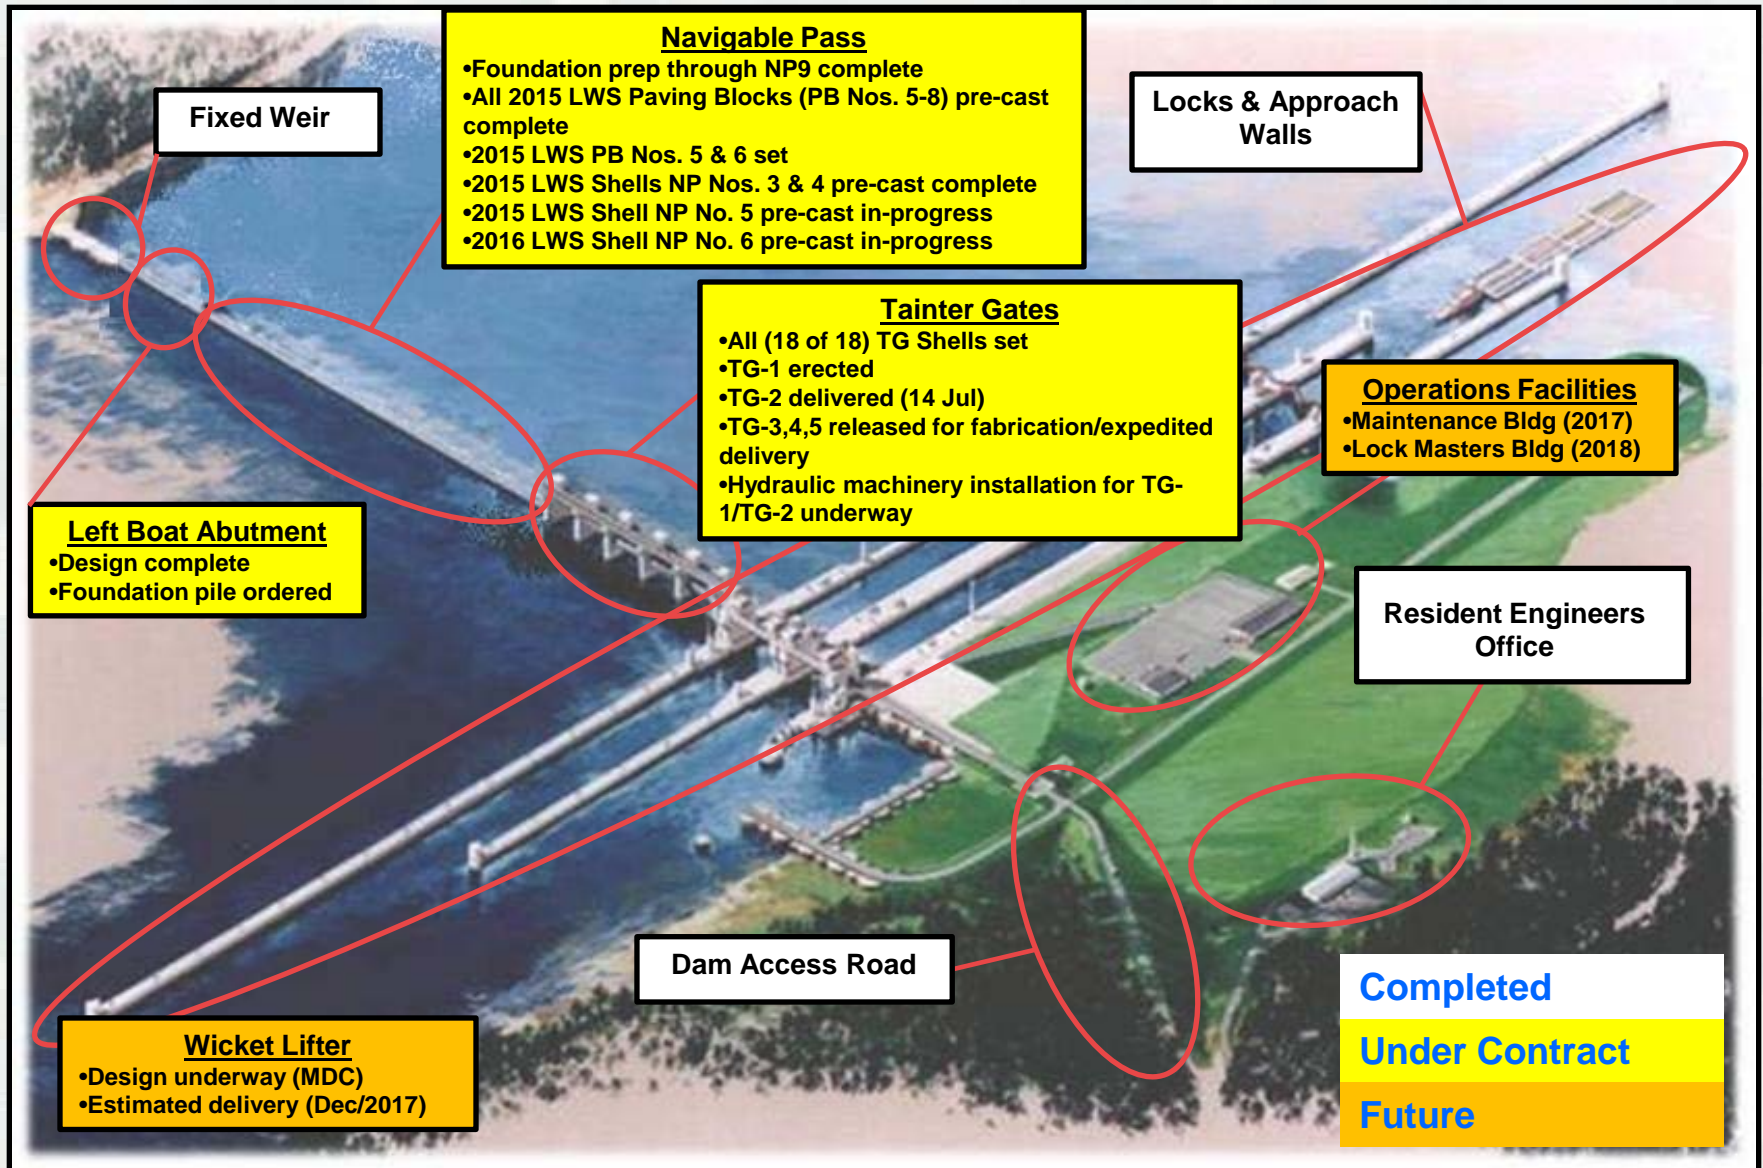 Navigable Pass
•Foundation prep through NP9 complete
•All 2015 LWS Paving Blocks (PB Nos. 5-8) pre-cast
complete
•2015 LWS PB Nos. 5 & 6 set
•2015 LWS Shells NP Nos. 3 & 4 pre-cast complete
•2015 LWS Shell NP No. 5 pre-cast in-progress
•2016 LWS Shell NP No. 6 pre-cast in-progress
Fixed Weir
Locks & Approach
Walls
Tainter Gates
•All (18 of 18) TG Shells set
•TG-1 erected
•TG-2 delivered (14 Jul)
•TG-3,4,5 released for fabrication/expedited
delivery
•Hydraulic machinery installation for TG-
1/TG-2 underway
Operations Facilities
•Maintenance Bldg (2017)
•Lock Masters Bldg (2018)
Left Boat Abutment
•Design complete
•Foundation pile ordered
Resident Engineers
Office
Dam Access Road
Wicket Lifter
•Design underway (MDC)
•Estimated delivery (Dec/2017)
Completed
Under Contract
Future